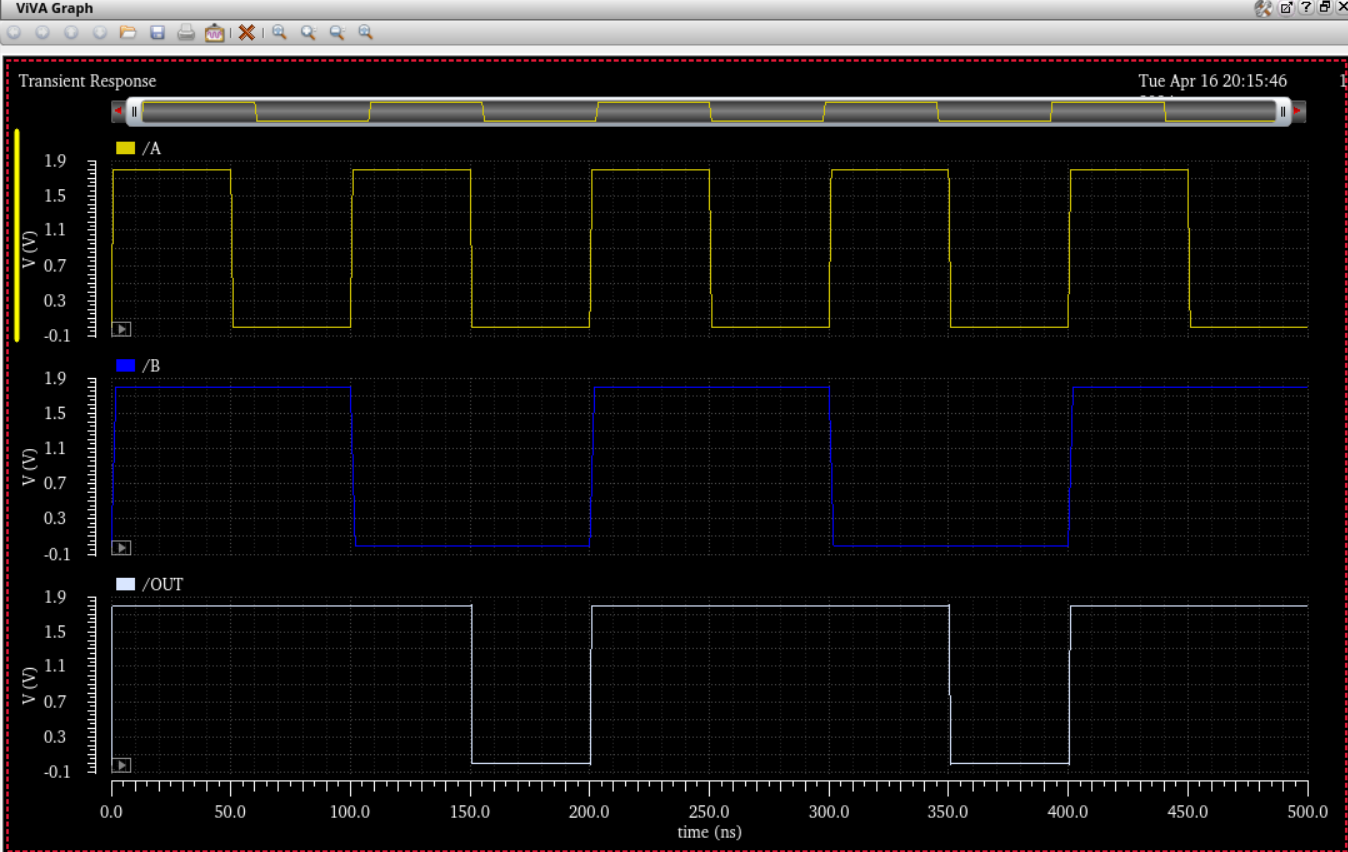 ViVA Graph
Transient Response
Tue Apr 16 20:15:46
1
/A
1.9
1.5
1.1
0.7
0.3
-0.1
V (V)
/B
1.9
1.5
1.1
0.7
0.3
-0.1
V (V)
/OUT
1.9
1.5
1.1
0.7
0.3
-0.1
V (V)
0.0 50.0 100.0 150.0 200.0 250.0 300.0 350.0 400.0 450.0 500.0
time (ns)